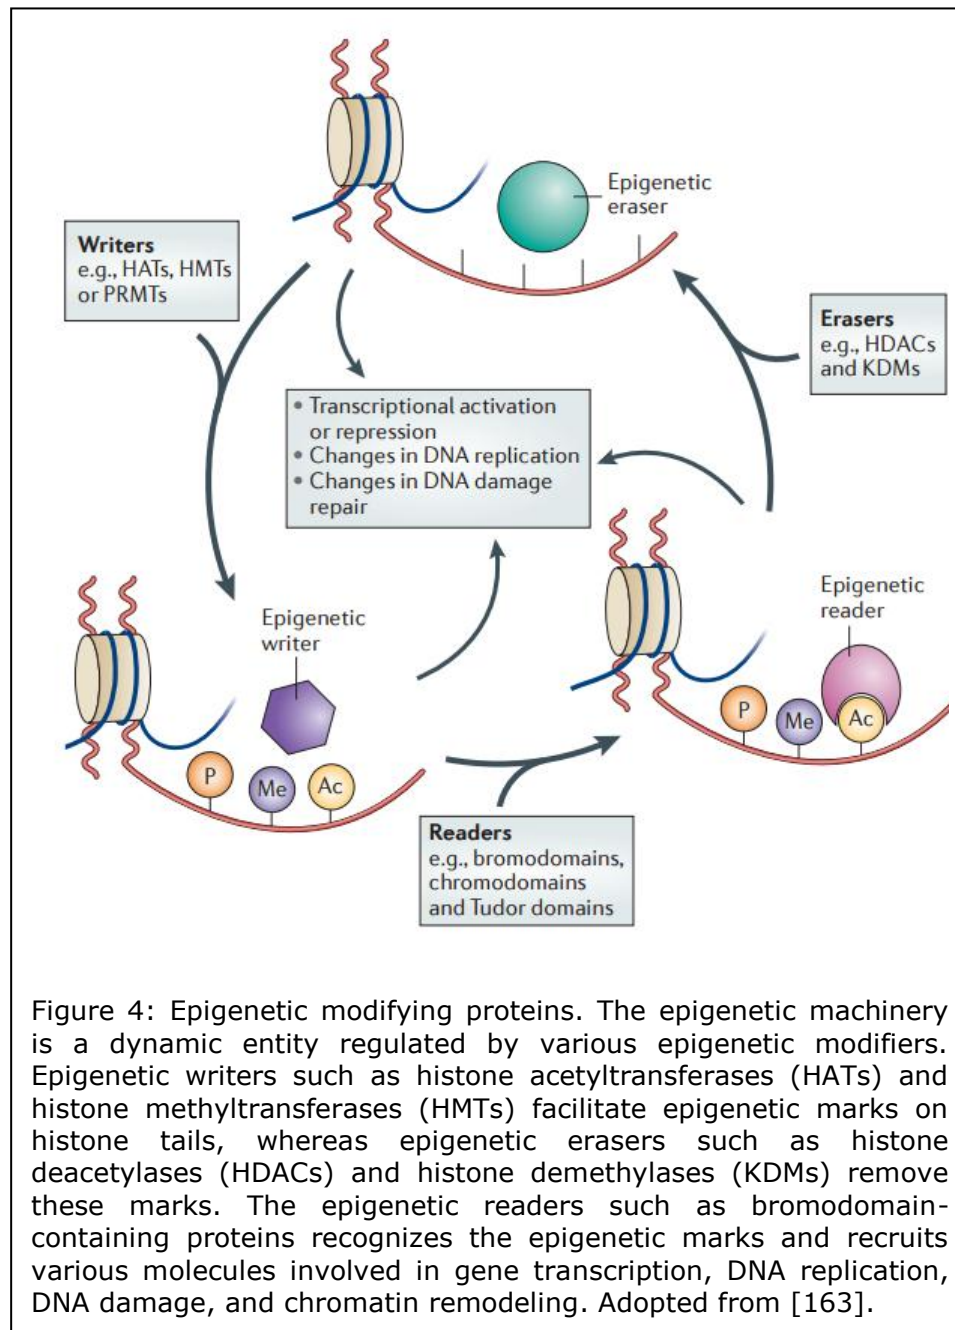 Epigenetic
eraser
Writers
e.g., HATs, HMTs
or PRMTs
Erasers
e.g., HDACs
and KDMs
• Transcriptional activation
or repression
• Changes in DNA replication
• Changes in DNA damage
repair
Epigenetic
writer
P
Me
Ac
Epigenetic
reader
P
Me
Ac
Readers
e.g., bromodomains,
chromodomains
and Tudor domains
Figure 4: Epigenetic modifying proteins. The epigenetic machinery
is a dynamic entity regulated by various epigenetic modifiers.
Epigenetic writers such as histone acetyltransferases (HATs) and
histone methyltransferases (HMTs) facilitate epigenetic marks on
histone tails, whereas epigenetic erasers such as histone
deacetylases (HDACs) and histone demethylases (KDMs) remove
these marks. The epigenetic readers such as bromodomain-
containing proteins recognizes the epigenetic marks and recruits
various molecules involved in gene transcription, DNA replication,
DNA damage, and chromatin remodeling. Adopted from [163].